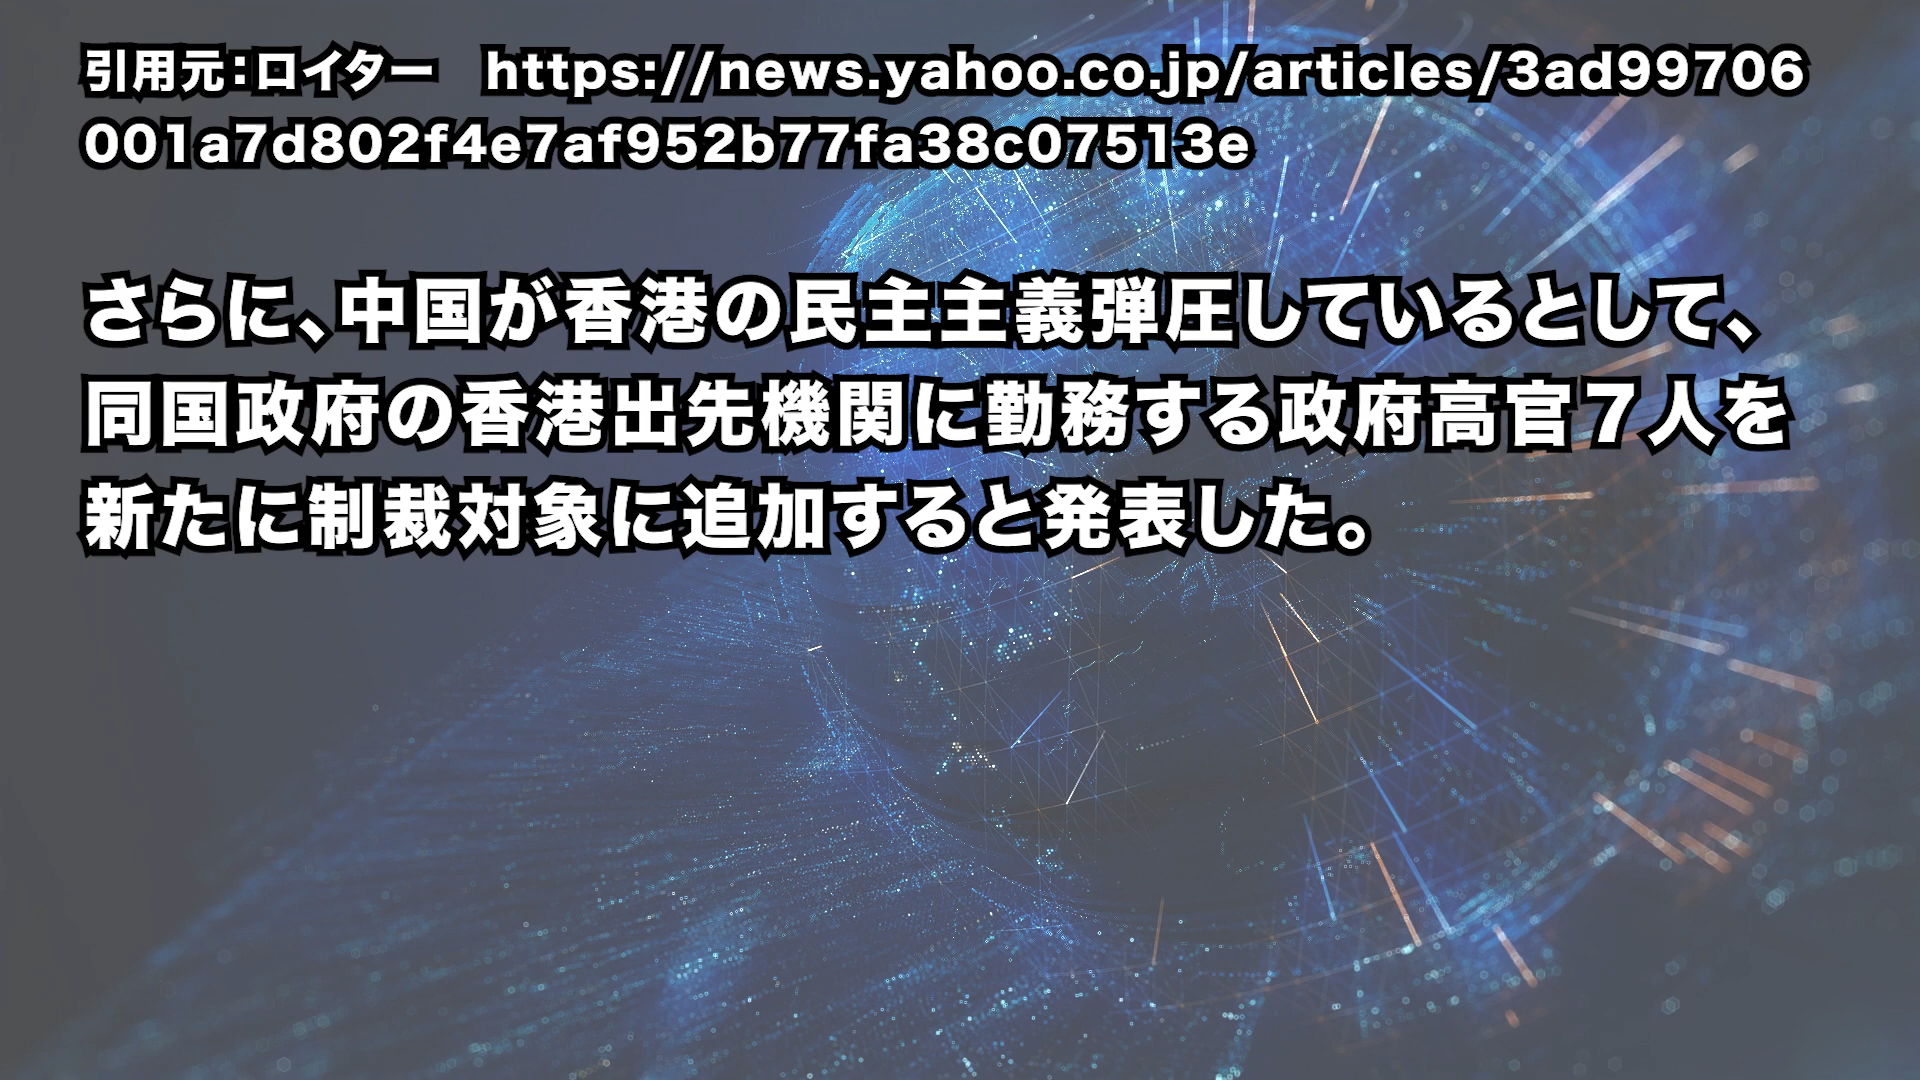 引用元：ロイター　https://news.yahoo.co.jp/articles/3ad99706
001a7d802f4e7af952b77fa38c07513e
さらに、中国が香港の民主主義弾圧しているとして、
同国政府の香港出先機関に勤務する政府高官７人を
新たに制裁対象に追加すると発表した。